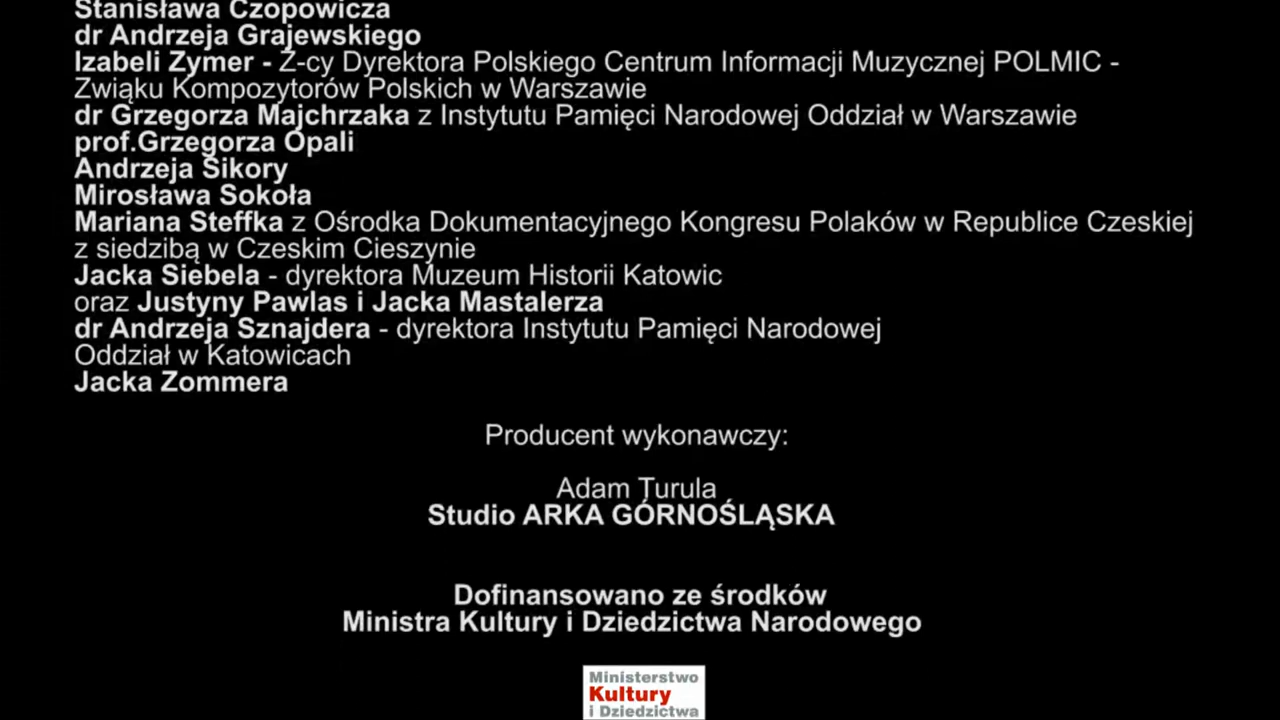 Stanisława Czopowicza
dr Andrzeja Grajewskiego
Izabeli Zymer - Z-cy Dyrektora Polskiego Centrum Informacji Muzycznej POLMIC -
Zwiąku Kompozytorów Polskich w Warszawie
dr Grzegorza Majchrzaka z Instytutu Pamięci Narodowej Oddział w Warszawie
prof.Grzegorza Opali
Andrzeja Sikory
Mirosława Sokoła
Mariana Steffka z Ośrodka Dokumentacyjnego Kongresu Polaków w Republice Czeskiej
z siedzibą w Czeskim Cieszynie
Jacka Siebela - dyrektora Muzeum Historii Katowic
oraz Justyny Pawlas i Jacka Mastalerza
dr Andrzeja Sznajdera - dyrektora Instytutu Pamięci Narodowej
Oddział w Katowicach
Jacka Zommera
Producent wykonawczy:
Adam Turula
Studio ARKA GÓRNOŚLĄSKA
Dofinansowano ze środków
Ministra Kultury i Dziedzictwa Narodowego
Ministerstwo
Kultury
i Dziedzictwa